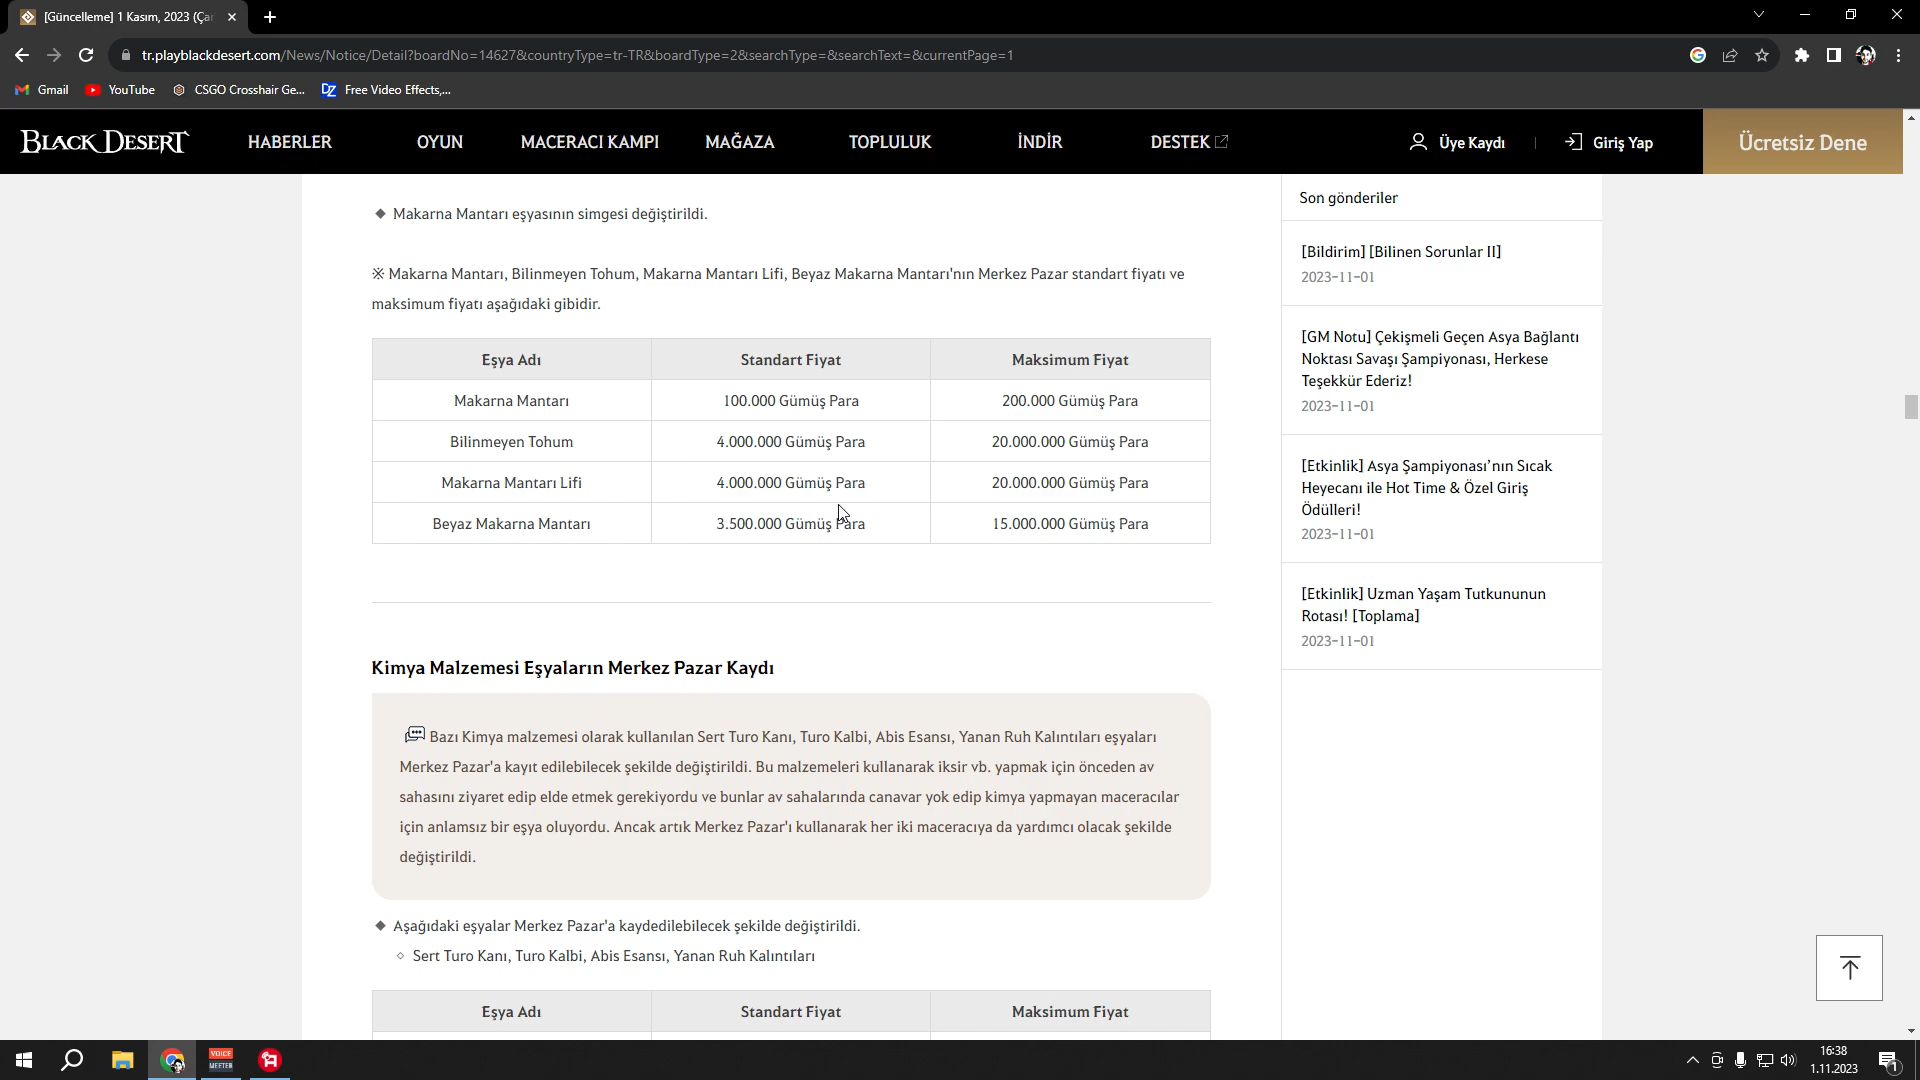 [Güncelleme] 1 Kasım, 2023 (Ça
tr.playblackdesert.com/News/Notice/Detail?boardNo=14627&countryType=tr-TR&boardType=2&searchType=&searchText=&currentPage=1
Gmail YouTube CSGO Crosshair Ge... Free Video Effects,...
BLACK DESERT HABERLER OYUN MACERACI KAMPI MAĞAZA TOPLULUK İNDİR DESTEK Üye Kaydı Giriş Yap Ücretsiz Dene
Makarna Mantarı eşyasının simgesi değiştirildi.
※ Makarna Mantarı, Bilinmeyen Tohum, Makarna Mantarı Lifi, Beyaz Makarna Mantarı'nın Merkez Pazar standart fiyatı ve
maksimum fiyatı aşağıdaki gibidir.
Eşya Adı Standart Fiyat Maksimum Fiyat
Makarna Mantarı 100.000 Gümüş Para 200.000 Gümüş Para
Bilinmeyen Tohum 4.000.000 Gümüş Para 20.000.000 Gümüş Para
Makarna Mantarı Lifi 4.000.000 Gümüş Para 20.000.000 Gümüş Para
Beyaz Makarna Mantarı 3.500.000 Gümüş Para 15.000.000 Gümüş Para
Kimya Malzemesi Eşyaların Merkez Pazar Kaydı
Bazı Kimya malzemesi olarak kullanılan Sert Turo Kanı, Turo Kalbi, Abis Esansı, Yanan Ruh Kalıntıları eşyaları
Merkez Pazar'a kayıt edilebilecek şekilde değiştirildi. Bu malzemeleri kullanarak iksir vb. yapmak için önceden av
sahasını ziyaret edip elde etmek gerekiyordu ve bunlar av sahalarında canavar yok edip kimya yapmayan maceracılar
için anlamsız bir eşya oluyordu. Ancak artık Merkez Pazar'ı kullanarak her iki maceracıya da yardımcı olacak şekilde
değiştirildi.
Aşağıdaki eşyalar Merkez Pazar'a kaydedilebilecek şekilde değiştirildi.
Sert Turo Kanı, Turo Kalbi, Abis Esansı, Yanan Ruh Kalıntıları
Eşya Adı Standart Fiyat Maksimum Fiyat
Son gönderiler
[Bildirim] [Bilinen Sorunlar II]
2023-11-01
[GM Notu] Çekişmeli Geçen Asya Bağlantı
Noktası Savaşı Şampiyonası, Herkese
Teşekkür Ederiz!
2023-11-01
[Etkinlik] Asya Şampiyonası’nın Sıcak
Heyecanı ile Hot Time & Özel Giriş
Ödülleri!
2023-11-01
[Etkinlik] Uzman Yaşam Tutkununun
Rotası! [Toplama]
2023-11-01
VOICE
MEETER
16:38
1.11.2023
1